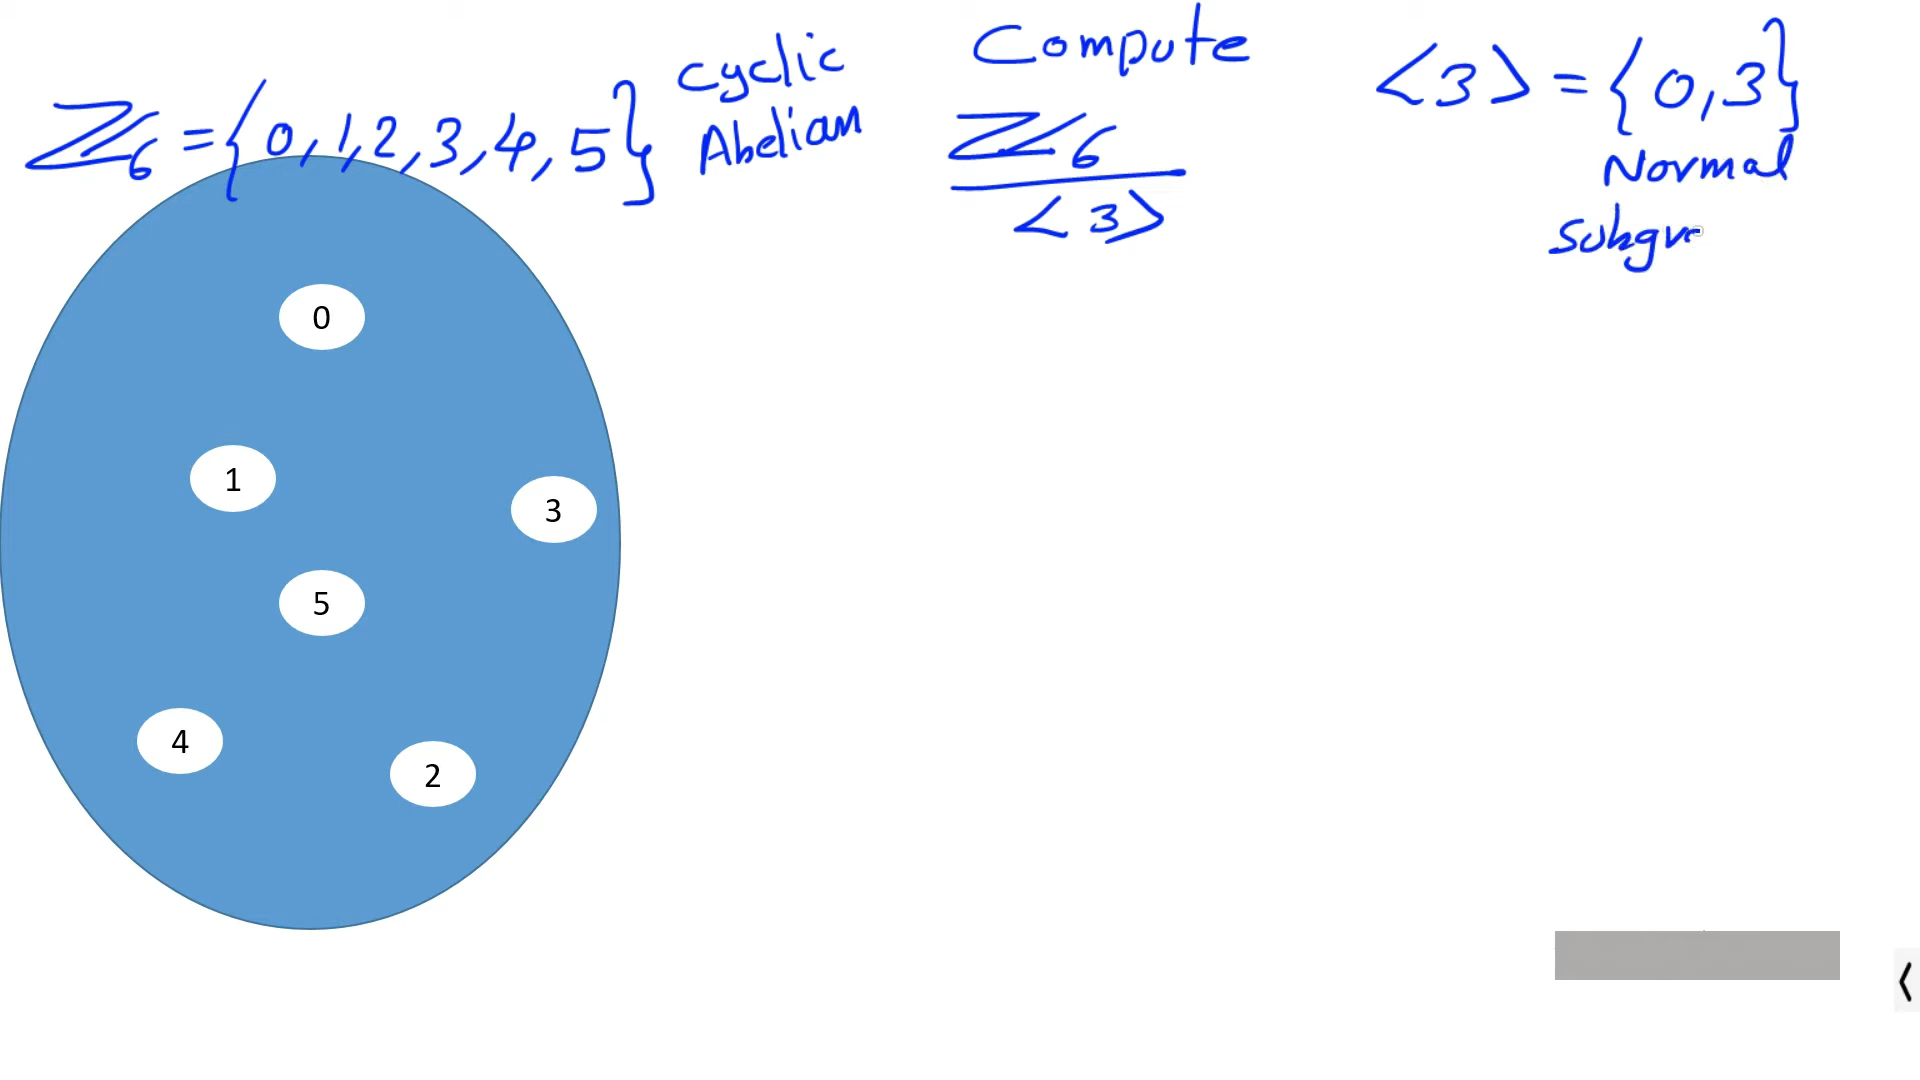 ℤ₆ = {0, 1, 2, 3, 4, 5}
Cyclic
Abelian
Compute
ℤ₆
<3>
<3> = {0, 3}
Normal
Subgr
0
1
3
5
4
2